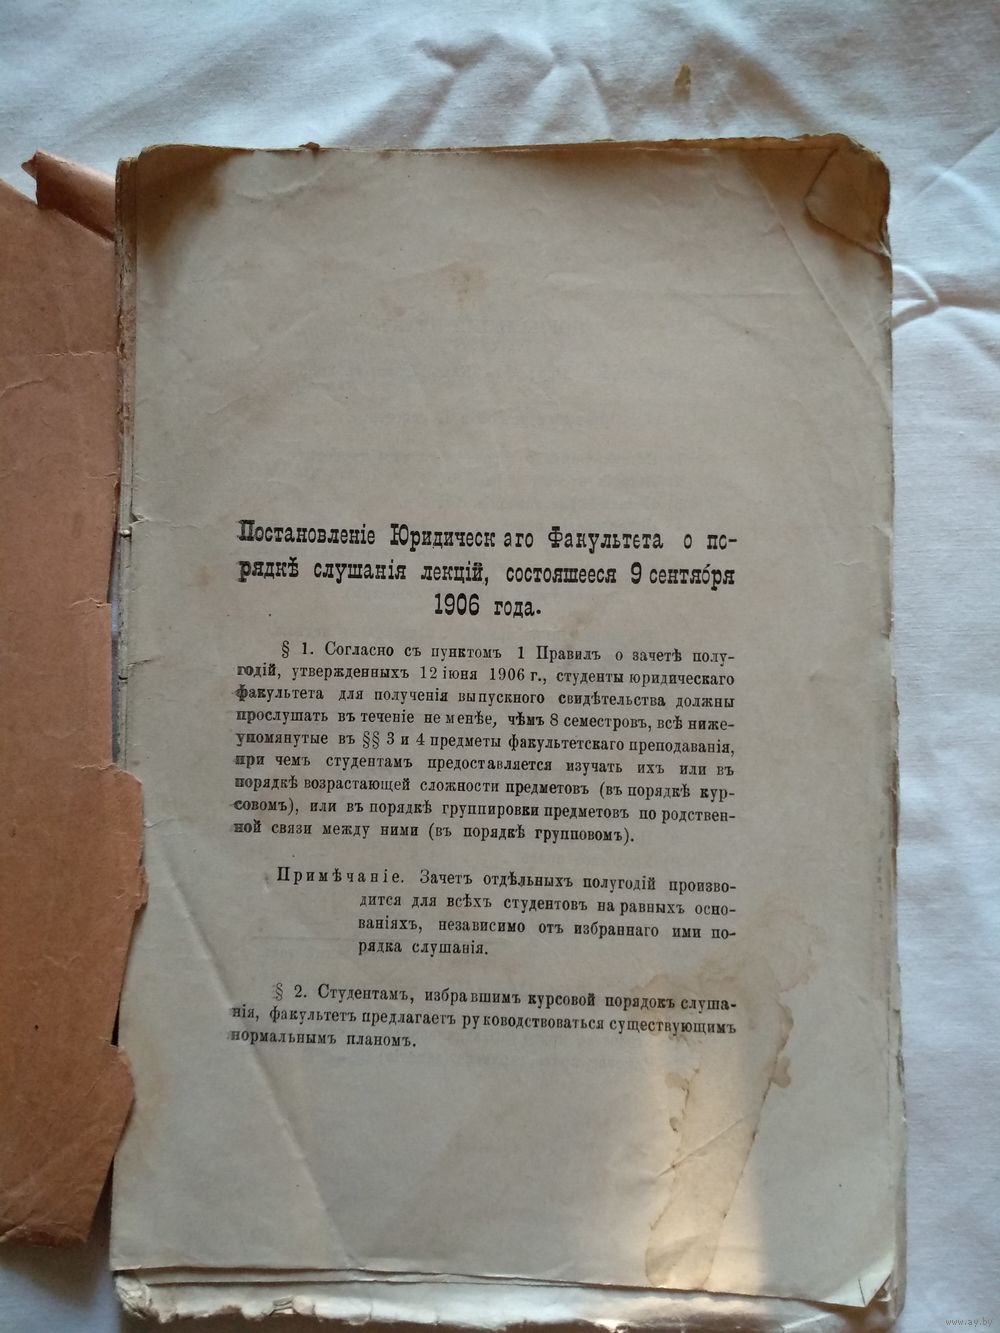 Постановленіе Юридическ аго Факультета о по-
рядкѣ слушанія лекцій, состоявшееся 9 сентября
1906 года.
§ 1. Согласно съ пунктомъ 1 Правилъ о зачетѣ полу-
годій, утвержденныхъ 12 іюня 1906 г., студенты юридическаго
факультета для полученія выпускного свидѣтельства должны
прослушать въ теченіе не менѣе, чѣмъ 8 семестровъ, всѣ ниже-
упомянутые въ §§ 3 и 4 предметы факультетскаго преподаванія,
при чемъ студентамъ предоставляется изучать ихъ или въ
порядкѣ возрастающей сложности предметовъ (въ порядкѣ кур-
совомъ), или въ порядкѣ группировки предметовъ по родствен-
ной связи между ними (въ порядкѣ групповомъ).
Примѣчаніе. Зачетъ отдѣльныхъ полугодій произво-
дится для всѣхъ студентовъ на равныхъ осно-
ваніяхъ, независимо отъ избраннаго ими по-
рядка слушанія.
§ 2. Студентамъ, избравшимъ курсовой порядокъ слуша-
нія, факультетъ предлагаетъ руководствоваться существующимъ
нормальнымъ планомъ.
www.ay.by